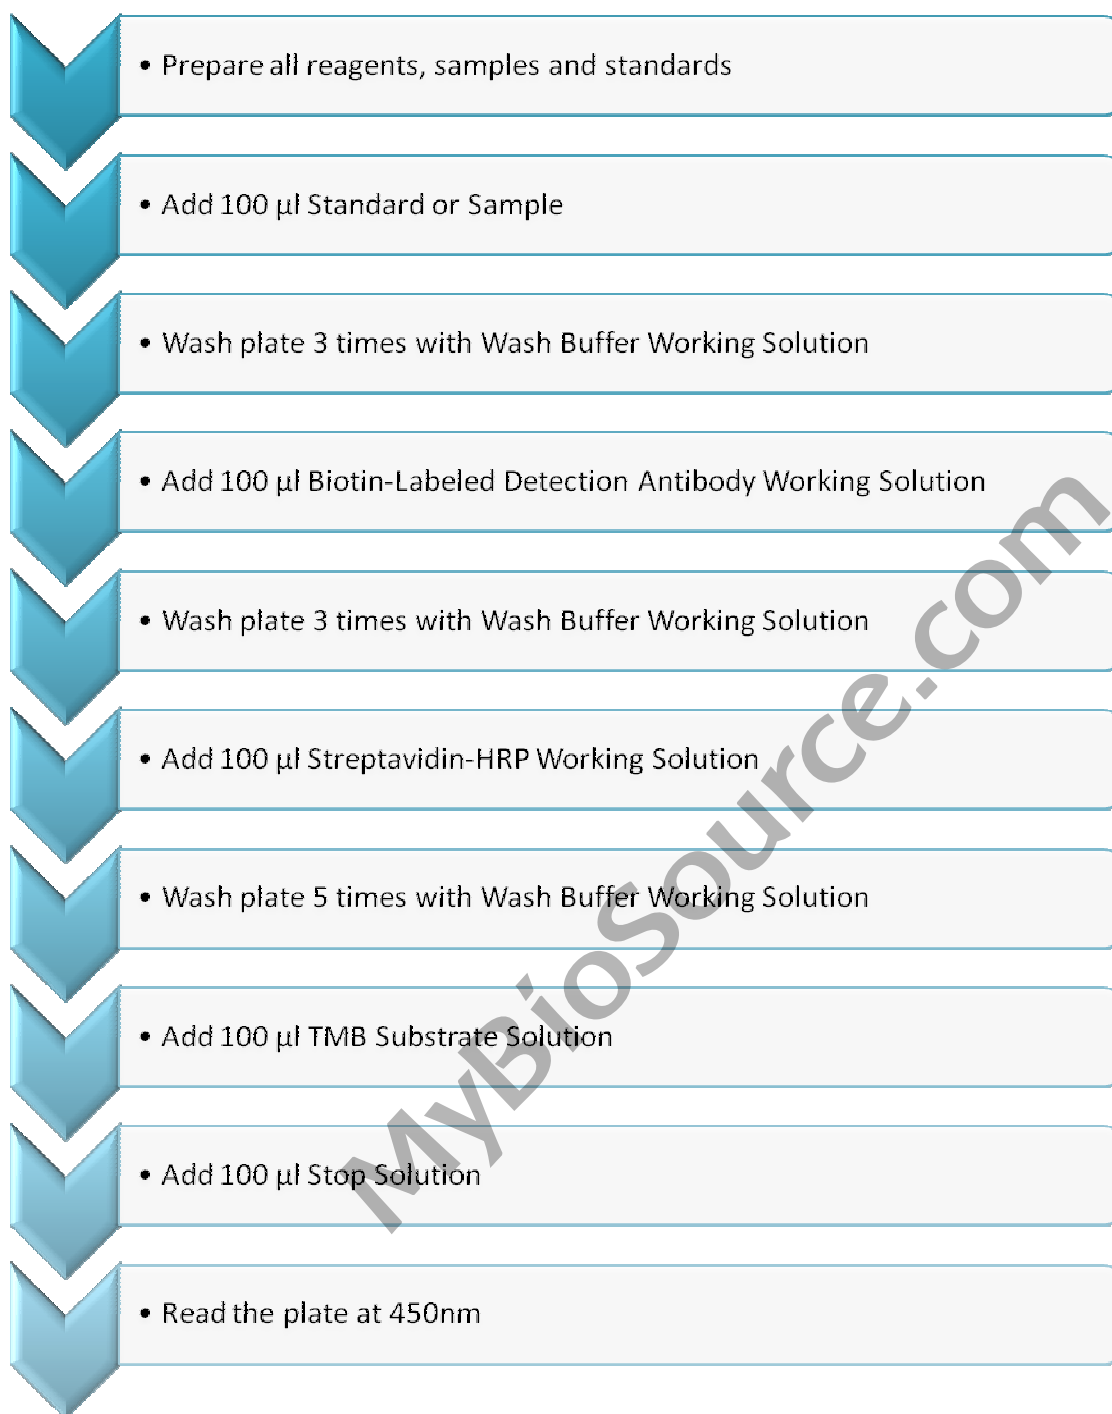 • Prepare all reagents, samples and standards
• Add 100 µl Standard or Sample
• Wash plate 3 times with Wash Buffer Working Solution
• Add 100 µl Biotin-Labeled Detection Antibody Working Solution
• Wash plate 3 times with Wash Buffer Working Solution
• Add 100 µl Streptavidin-HRP Working Solution
• Wash plate 5 times with Wash Buffer Working Solution
• Add 100 µl TMB Substrate Solution
• Add 100 µl Stop Solution
• Read the plate at 450nm
MyBioSource.com